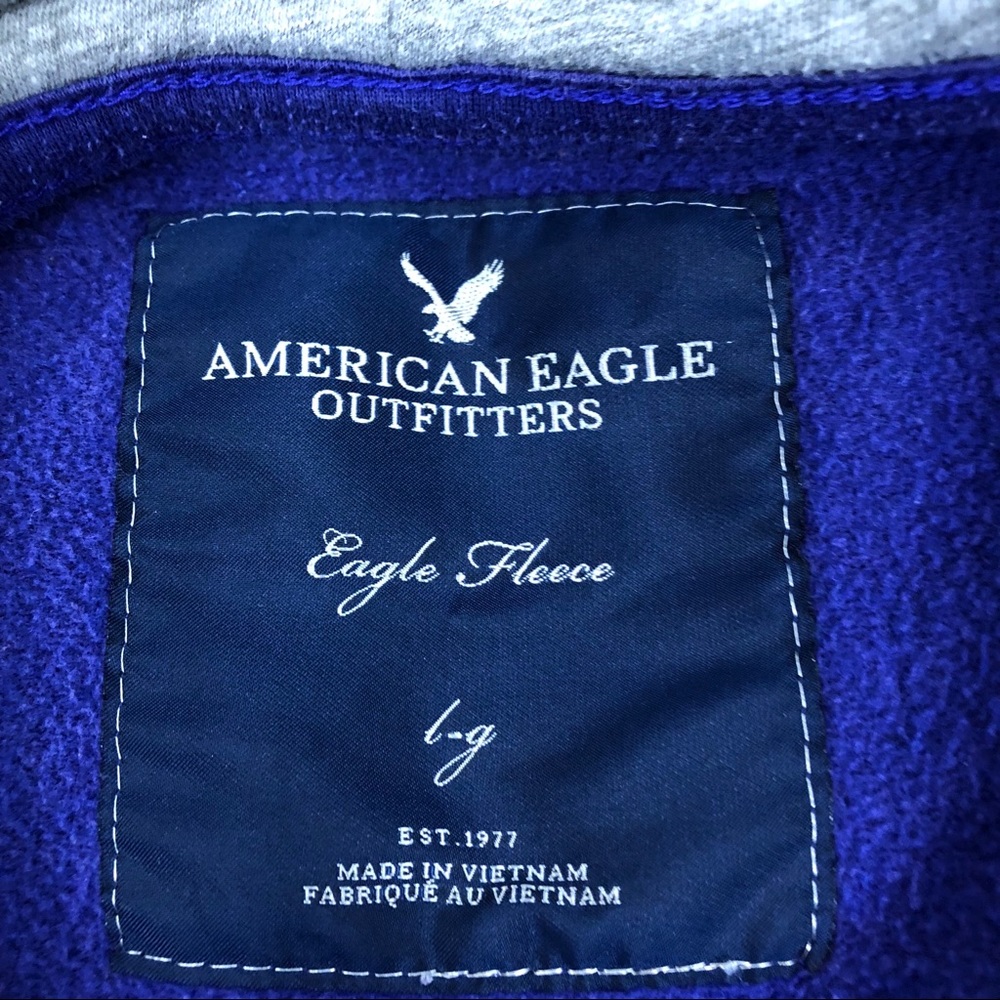 AMERICAN EAGLE
OUTFITTERS
Eagle Fleece
l-g
EST.1977
MADE IN VIETNAM
FABRIQUÉ AU VIETNAM